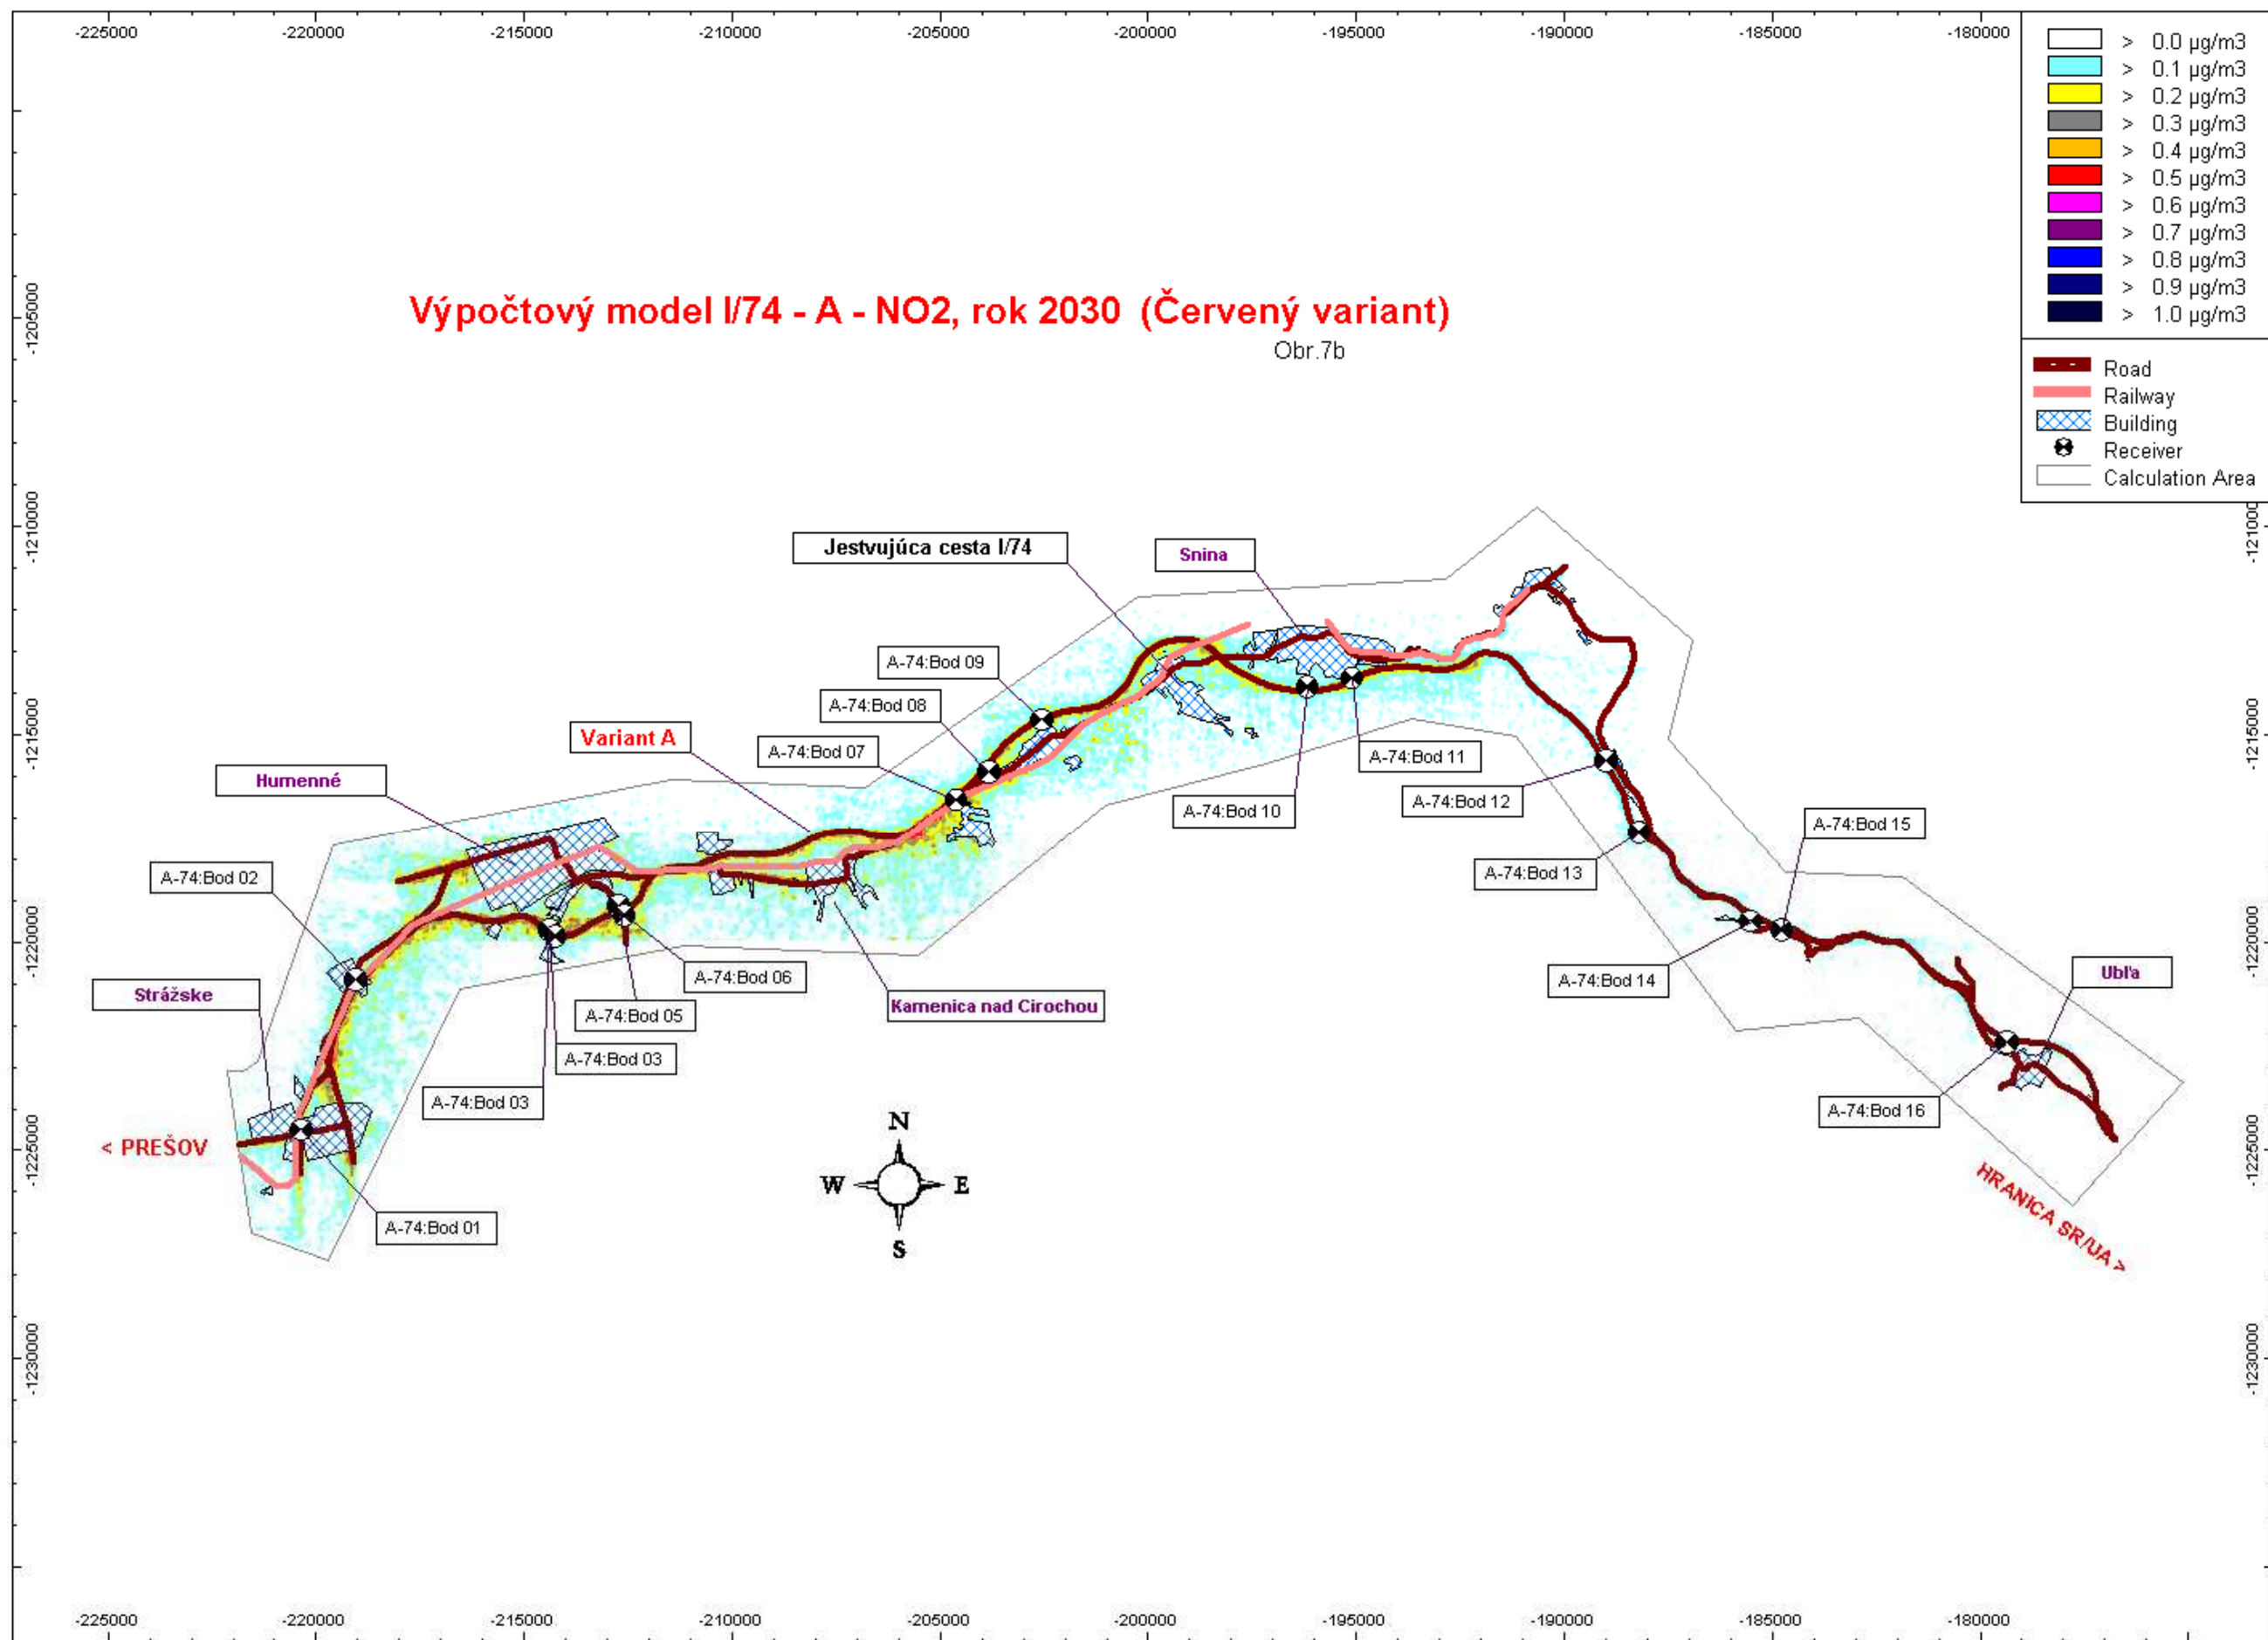 -225000 -220000 -215000 -210000 -205000 -200000 -195000 -190000 -185000 -180000
> 0.0 µg/m3
> 0.1 µg/m3
> 0.2 µg/m3
> 0.3 µg/m3
> 0.4 µg/m3
> 0.5 µg/m3
> 0.6 µg/m3
> 0.7 µg/m3
> 0.8 µg/m3
> 0.9 µg/m3
> 1.0 µg/m3
Road
Railway
Building
Receiver
Calculation Area
Výpočtový model I/74 - A - NO2, rok 2030 (Červený variant)
Obr.7b
-1205000
-1210000
-1215000
-1220000
-1225000
-1230000
-121000
-1215000
-1220000
-1225000
-1230000
Jestvujúca cesta I/74
Snina
A-74:Bod 09
A-74:Bod 08
Variant A
A-74:Bod 07
A-74:Bod 11
Humenné
A-74:Bod 10
A-74:Bod 12
A-74:Bod 15
A-74:Bod 02
A-74:Bod 13
A-74:Bod 06
A-74:Bod 14
Ubľa
Strážske
Kamenica nad Cirochou
A-74:Bod 05
A-74:Bod 03
A-74:Bod 03
A-74:Bod 16
< PREŠOV
N
W E
S
A-74:Bod 01
HRANICA SR/UA >
-225000 -220000 -215000 -210000 -205000 -200000 -195000 -190000 -185000 -180000